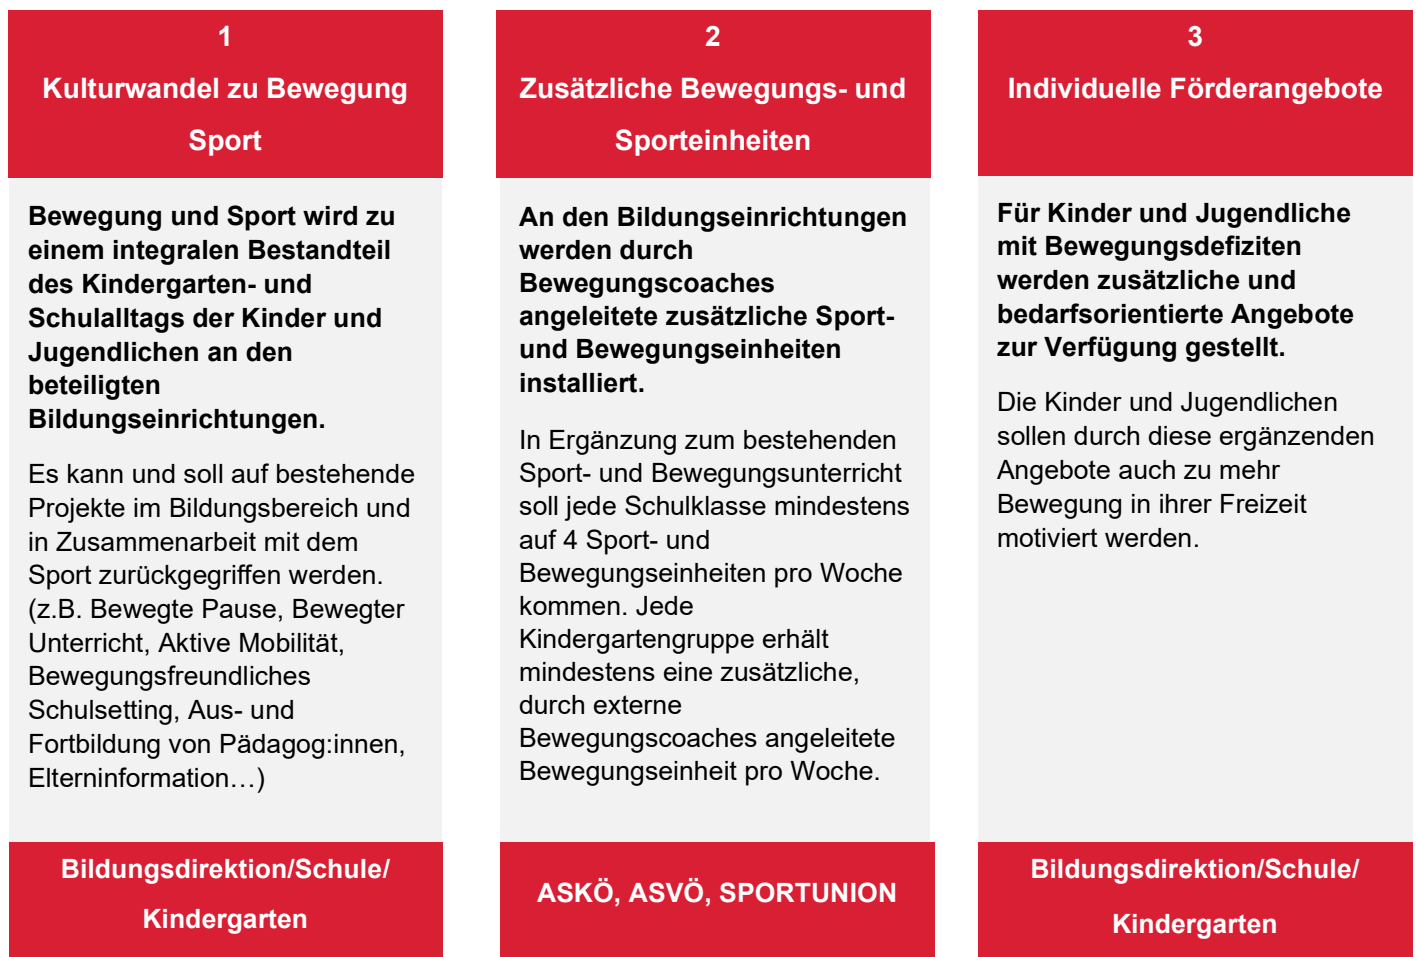 1
Kulturwandel zu Bewegung
Sport
Bewegung und Sport wird zu
einem integralen Bestandteil
des Kindergarten- und
Schulalltags der Kinder und
Jugendlichen an den
beteiligten
Bildungseinrichtungen.
Es kann und soll auf bestehende
Projekte im Bildungsbereich und
in Zusammenarbeit mit dem
Sport zurückgegriffen werden.
(z.B. Bewegte Pause, Bewegter
Unterricht, Aktive Mobilität,
Bewegungsfreundliches
Schulsetting, Aus- und
Fortbildung von Pädagog:innen,
Elterninformation…)
Bildungsdirektion/Schule/
Kindergarten
2
Zusätzliche Bewegungs- und
Sporteinheiten
An den Bildungseinrichtungen
werden durch
Bewegungscoaches
angeleitete zusätzliche Sport-
und Bewegungseinheiten
installiert.
In Ergänzung zum bestehenden
Sport- und Bewegungsunterricht
soll jede Schulklasse mindestens
auf 4 Sport- und
Bewegungseinheiten pro Woche
kommen. Jede
Kindergartengruppe erhält
mindestens eine zusätzliche,
durch externe
Bewegungscoaches angeleitete
Bewegungseinheit pro Woche.
ASKÖ, ASVÖ, SPORTUNION
3
Individuelle Förderangebote
Für Kinder und Jugendliche
mit Bewegungsdefiziten
werden zusätzliche und
bedarfsorientierte Angebote
zur Verfügung gestellt.
Die Kinder und Jugendlichen
sollen durch diese ergänzenden
Angebote auch zu mehr
Bewegung in ihrer Freizeit
motiviert werden.
Bildungsdirektion/Schule/
Kindergarten